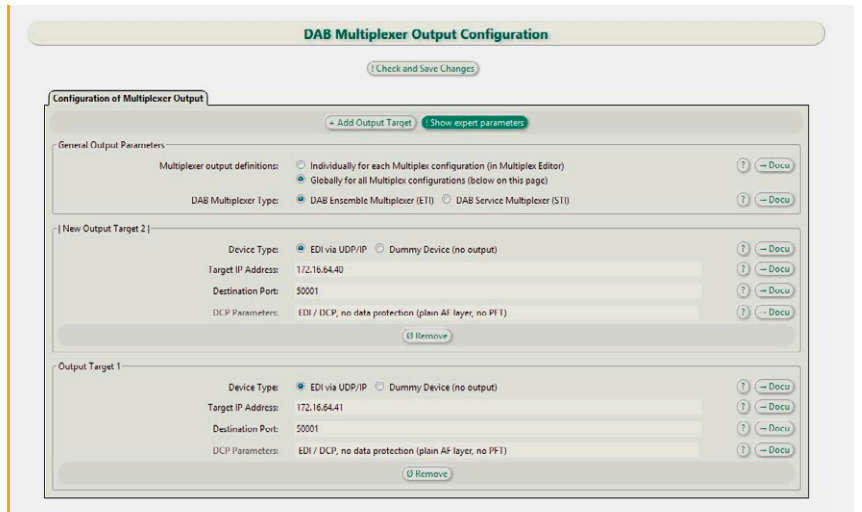 DAB Multiplexer Output Configuration
! Check and Save Changes
Configuration of Multiplexer Output
+ Add Output Target ! Show expert parameters
General Output Parameters
Multiplexer output definitions: Individually for each Multiplex configuration (in Multiplex Editor) ? → Docu
Globally for all Multiplex configurations (below on this page)
DAB Multiplexer Type: DAB Ensemble Multiplexer (ETI) DAB Service Multiplexer (STI) ? → Docu
| New Output Target 2 |
Device Type: EDI via UDP/IP Dummy Device (no output) ? → Docu
Target IP Address: 172.16.64.40 ? → Docu
Destination Port: 50001 ? → Docu
DCP Parameters: EDI / DCP, no data protection (plain AF layer, no PFT) ? → Docu
Ø Remove
Output Target 1
Device Type: EDI via UDP/IP Dummy Device (no output) ? → Docu
Target IP Address: 172.16.64.41 ? → Docu
Destination Port: 50001 ? → Docu
DCP Parameters: EDI / DCP, no data protection (plain AF layer, no PFT) ? → Docu
Ø Remove